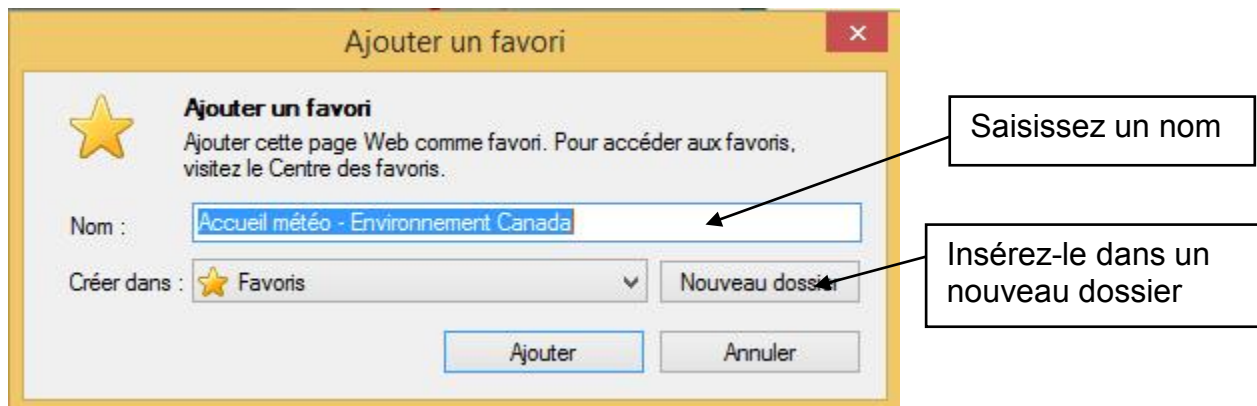 Ajouter un favori
Ajouter un favori
Ajouter cette page Web comme favori. Pour accéder aux favoris,
visitez le Centre des favoris.
Nom :
Accueil météo - Environnement Canada
Créer dans :
Favoris
Nouveau dossier
Ajouter
Annuler
Saisissez un nom
Insérez-le dans un
nouveau dossier